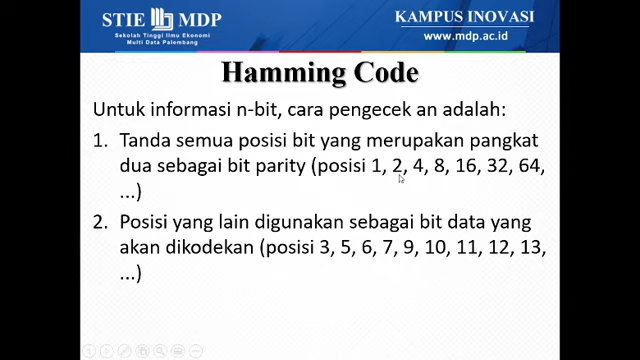 STIE MDP
Sekolah Tinggi Ilmu Ekonomi
Multi Data Palembang
KAMPUS INOVASI
www.mdp.ac.id
Hamming Code
Untuk informasi n-bit, cara pengecek an adalah:
1. Tanda semua posisi bit yang merupakan pangkat
dua sebagai bit parity (posisi 1, 2, 4, 8, 16, 32, 64,
...)
2. Posisi yang lain digunakan sebagai bit data yang
akan dikodekan (posisi 3, 5, 6, 7, 9, 10, 11, 12, 13,
...)